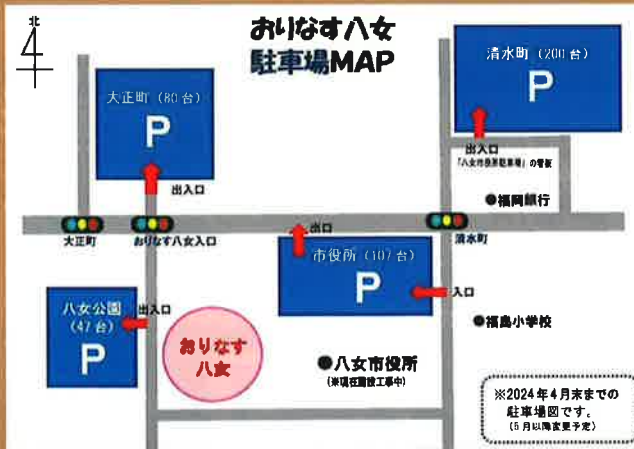 北
おりなす八女
駐車場MAP
大正町（80台）
P
出入口
清水町（200台）
P
出入口
「八女市役所駐車場」の看板
●福岡銀行
大正町
おりなす八女入口
出口
清水町
市役所（107台）
P
入口
八女公園
（47台）
P
出入口
おりなす
八女
●福島小学校
●八女市役所
（※現在建設工事中）
※2024年4月末までの
駐車場図です。
（5月以降変更予定）